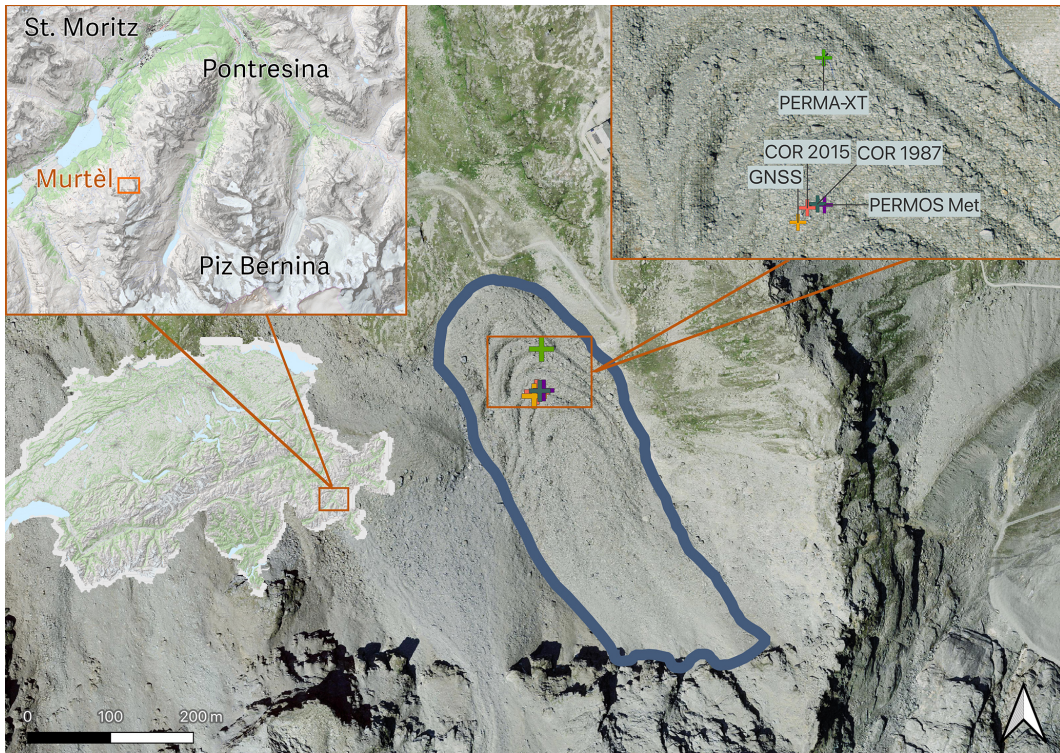 St. Moritz
Pontresina
Murtèl
Piz Bernina
PERMA-XT
COR 2015
COR 1987
GNSS
PERMOS Met
0
100
200 m